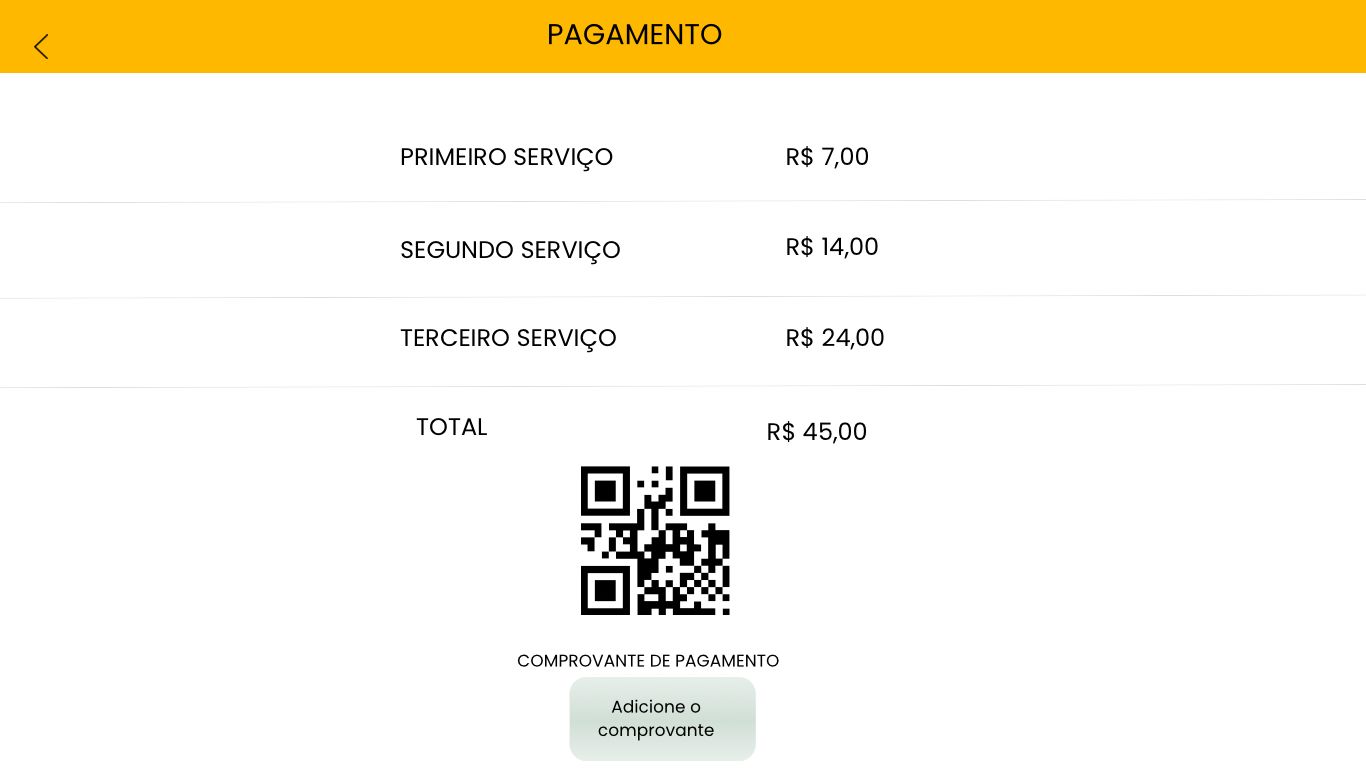 PAGAMENTO
PRIMEIRO SERVIÇO R$ 7,00
SEGUNDO SERVIÇO R$ 14,00
TERCEIRO SERVIÇO R$ 24,00
TOTAL R$ 45,00
COMPROVANTE DE PAGAMENTO
Adicione o
comprovante